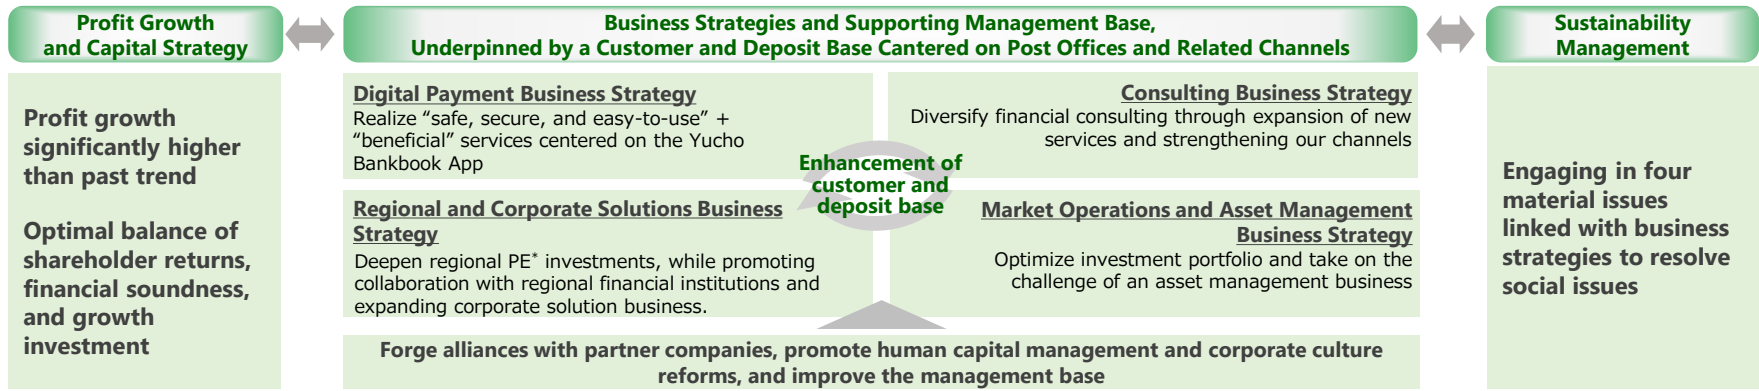 Profit Growth
and Capital Strategy
Business Strategies and Supporting Management Base,
Underpinned by a Customer and Deposit Base Cantered on Post Offices and Related Channels
Sustainability
Management
Profit growth
significantly higher
than past trend
Optimal balance of
shareholder returns,
financial soundness,
and growth
investment
Digital Payment Business Strategy
Realize “safe, secure, and easy-to-use” +
“beneficial” services centered on the Yucho
Bankbook App
Consulting Business Strategy
Diversify financial consulting through expansion of new
services and strengthening our channels
Enhancement of
customer and
deposit base
Regional and Corporate Solutions Business
Strategy
Deepen regional PE* investments, while promoting
collaboration with regional financial institutions and
expanding corporate solution business.
Market Operations and Asset Management
Business Strategy
Optimize investment portfolio and take on the
challenge of an asset management business
Forge alliances with partner companies, promote human capital management and corporate culture
reforms, and improve the management base
Engaging in four
material issues
linked with business
strategies to resolve
social issues